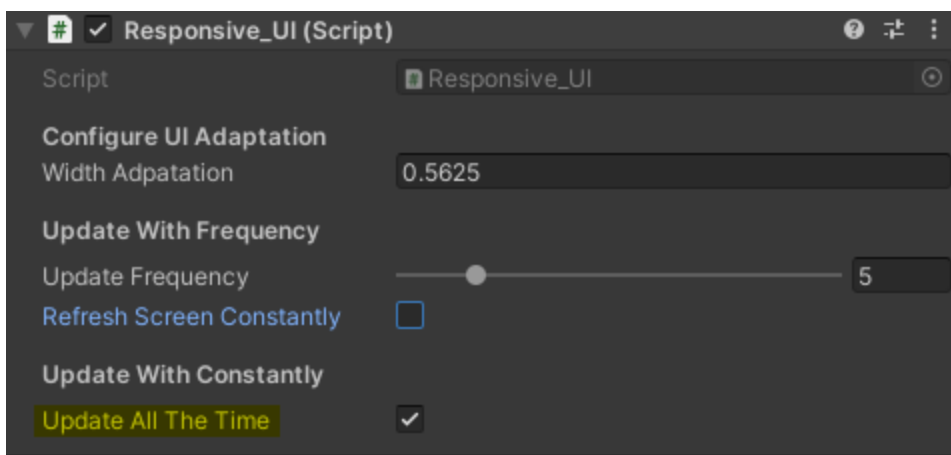 Responsive_UI (Script)
Script Responsive_UI
Configure UI Adaptation
Width Adpatation 0.5625
Update With Frequency
Update Frequency 5
Refresh Screen Constantly
Update With Constantly
Update All The Time